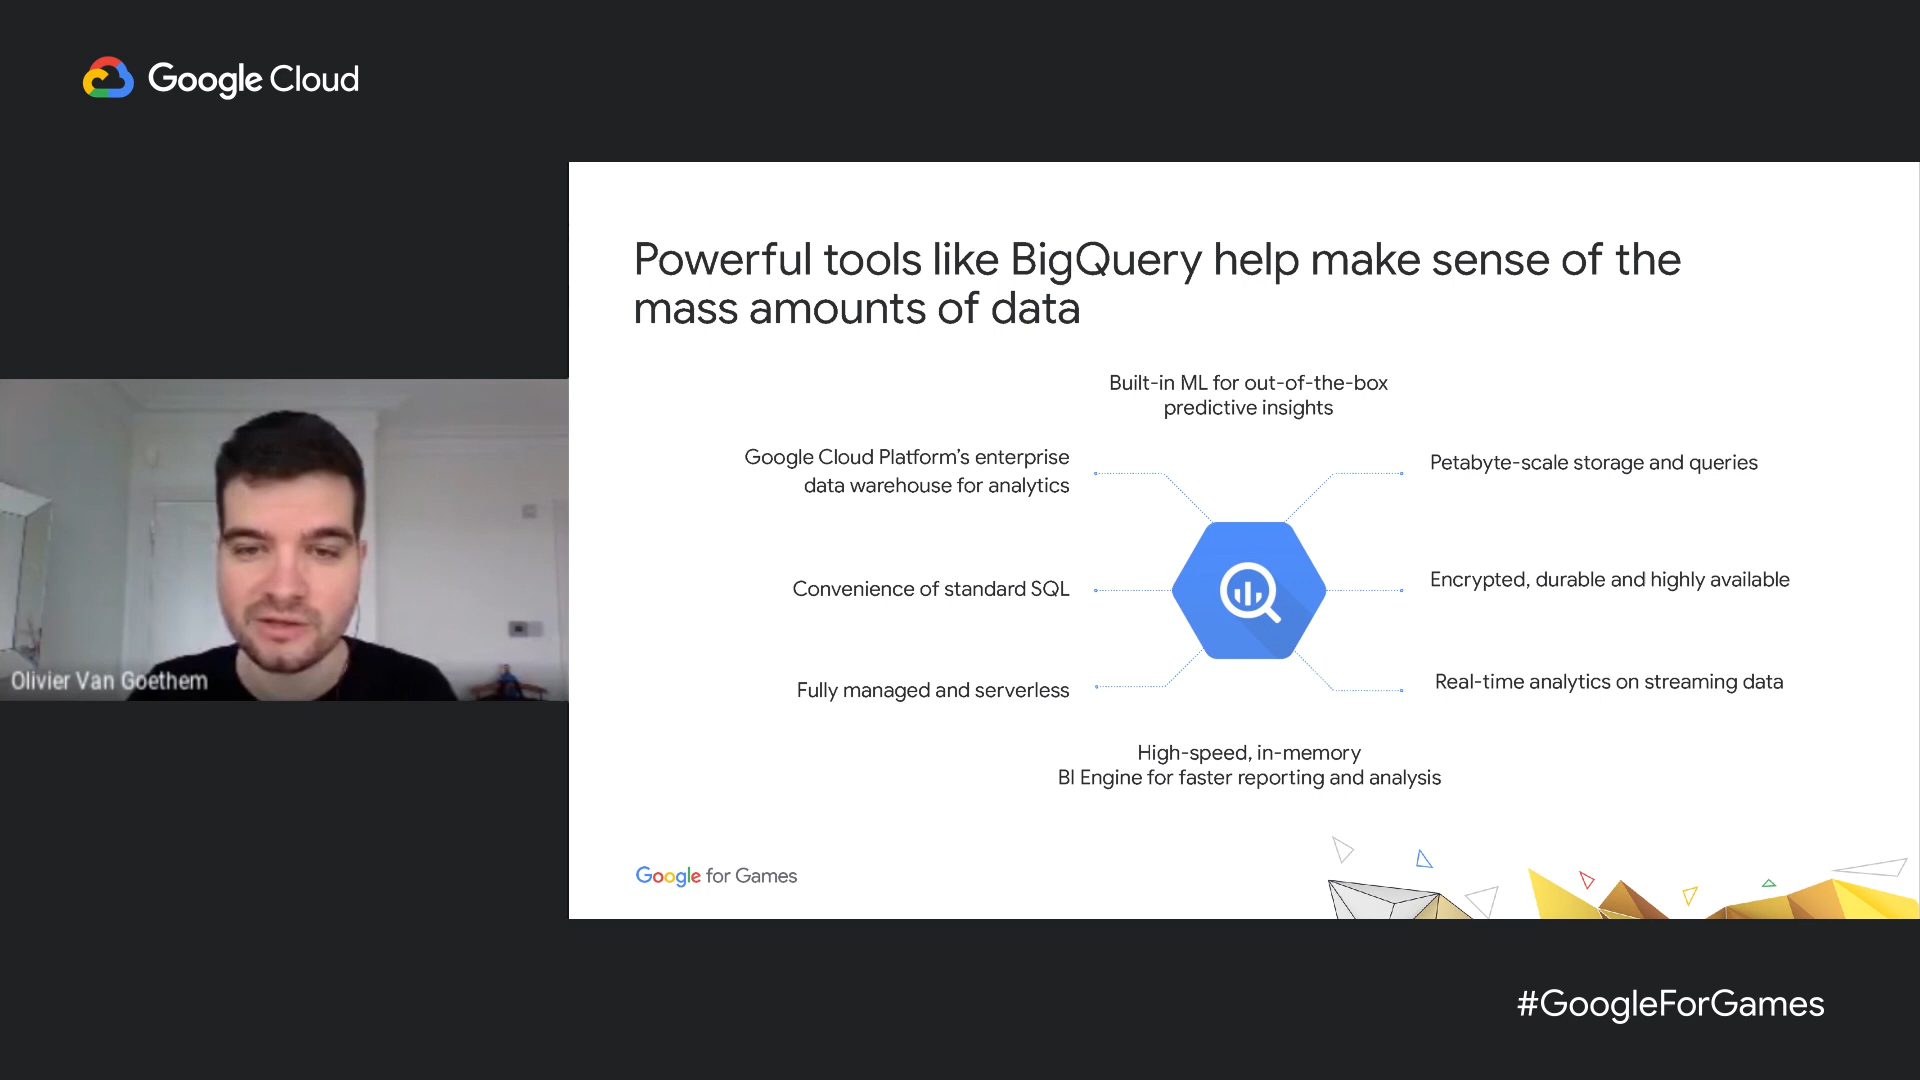 Google Cloud
Powerful tools like BigQuery help make sense of the
mass amounts of data
Built-in ML for out-of-the-box
predictive insights
Google Cloud Platform's enterprise
data warehouse for analytics
Petabyte-scale storage and queries
Convenience of standard SQL
Encrypted, durable and highly available
Fully managed and serverless
Real-time analytics on streaming data
High-speed, in-memory
BI Engine for faster reporting and analysis
Olivier Van Goethem
Google for Games
#GoogleForGames